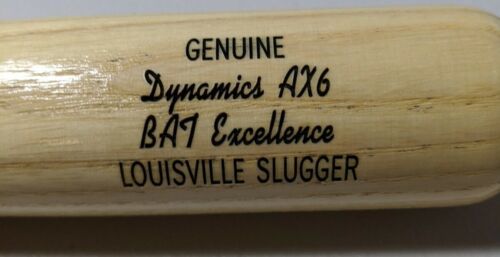 GENUINE
Dynamics AX6
BAT Excellence
LOUISVILLE SLUGGER